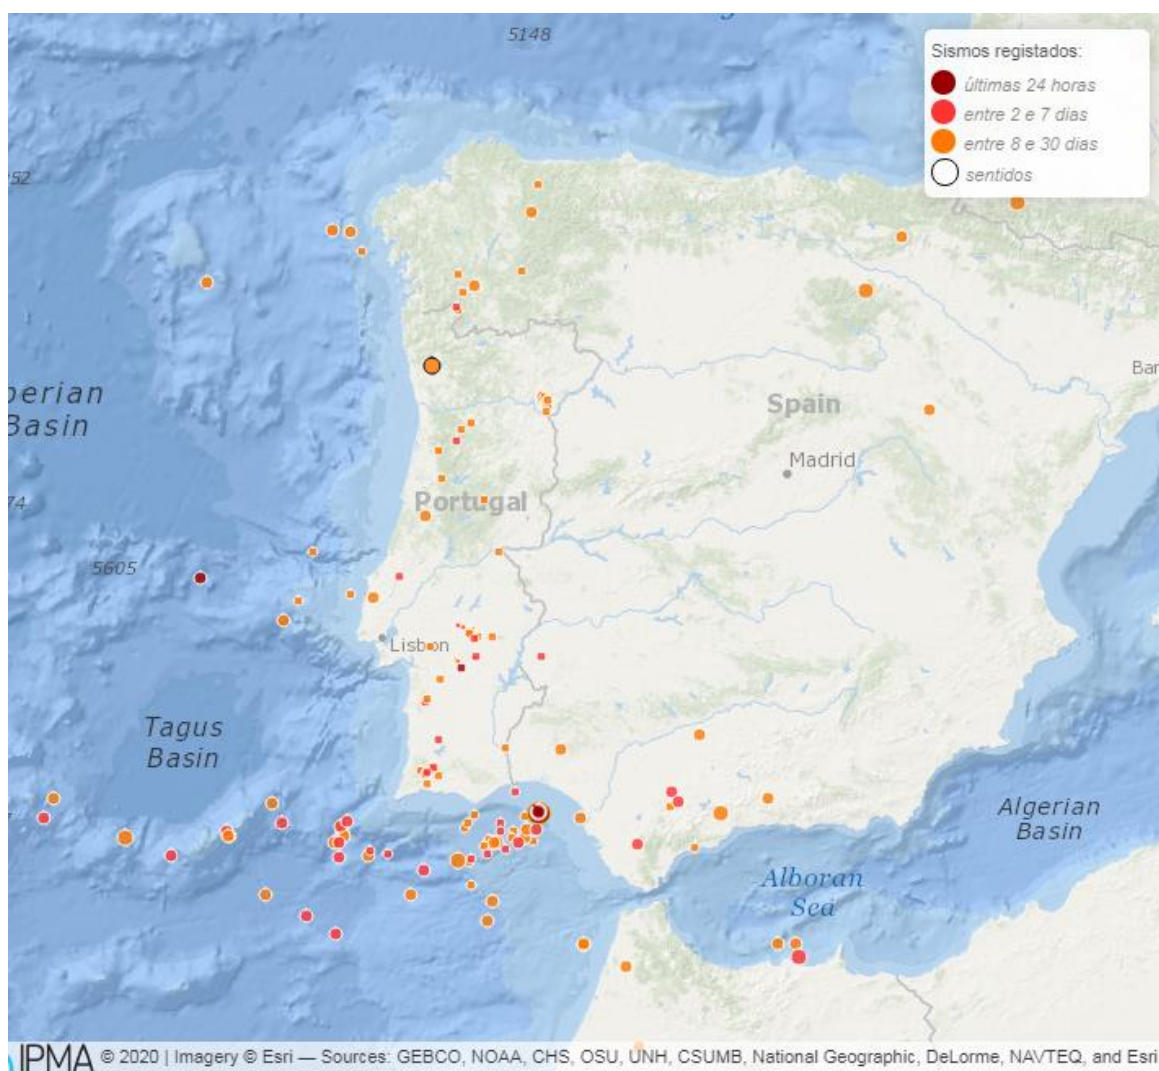 5148
Sismos registados:
últimas 24 horas
entre 2 e 7 dias
entre 8 e 30 dias
sentidos
52
Bar
perian
Basin
Spain
Madrid
74
Portugal
5605
Lisbon
Tagus
Basin
Algerian
Basin
Alboran
Sea
IPMA © 2020 | Imagery © Esri — Sources: GEBCO, NOAA, CHS, OSU, UNH, CSUMB, National Geographic, DeLorme, NAVTEQ, and Esri